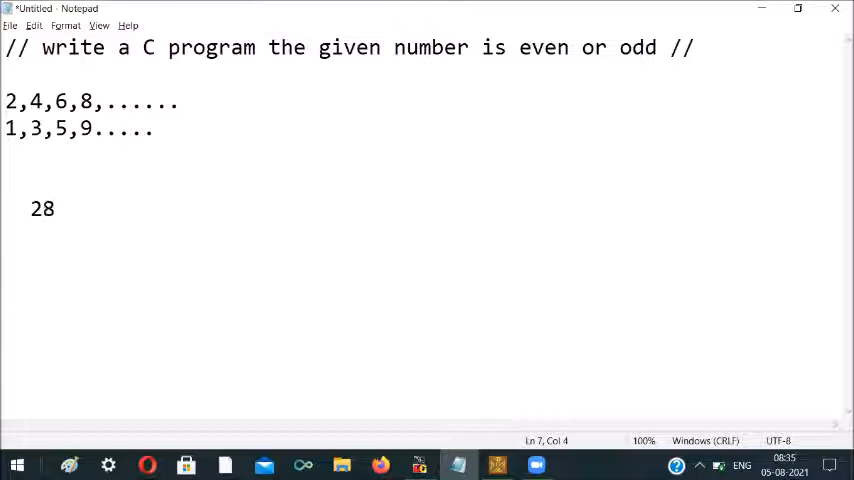 *Untitled - Notepad
File Edit Format View Help
// write a C program the given number is even or odd //
2,4,6,8,......
1,3,5,9.....
28
Ln 7, Col 4 100% Windows (CRLF) UTF-8
ENG 08:35
05-08-2021